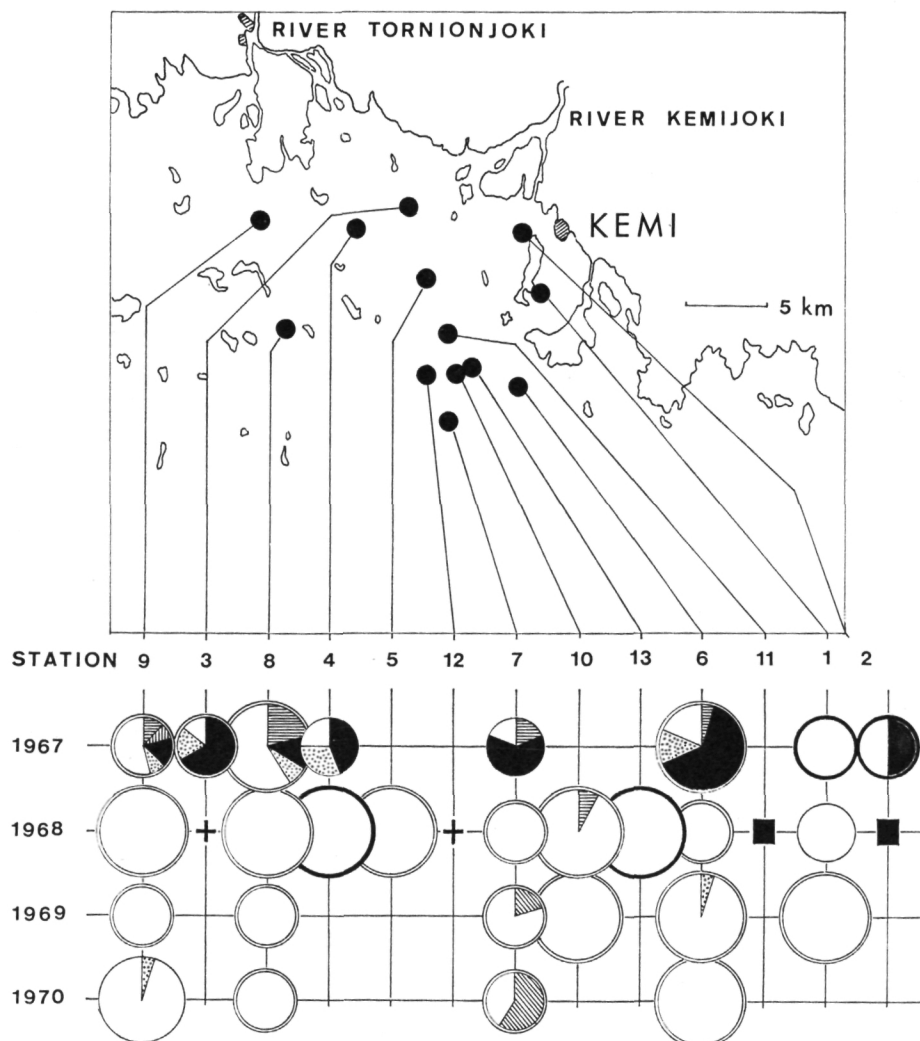 RIVER TORNIONJOKI
RIVER KEMIJOKI
KEMI
5 km
STATION 9 3 8 4 5 12 7 10 13 6 11 1 2
1967
1968
1969
1970